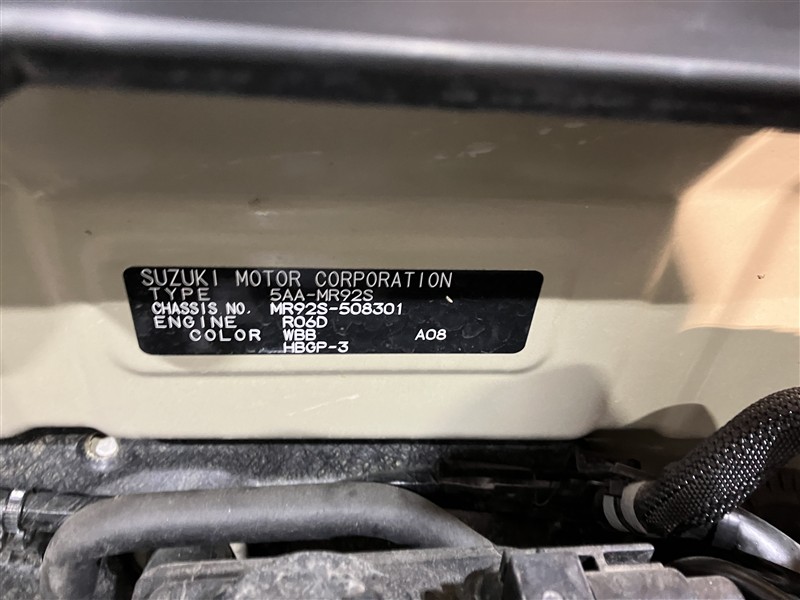 SUZUKI MOTOR CORPORATION
TYPE 5AA-MR92S
CHASSIS NO. MR92S-508301
ENGINE R06D
COLOR WBB A08
HBGP-3